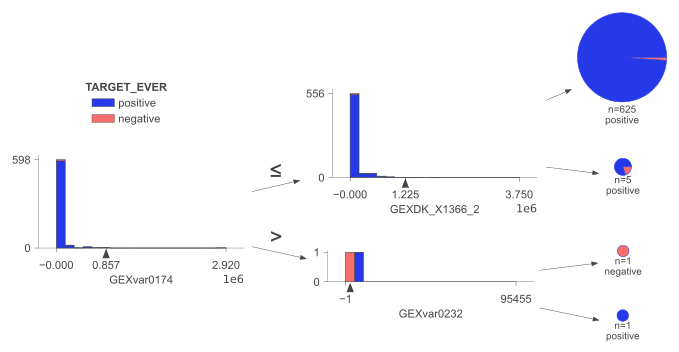 TARGET_EVER
positive
negative
598
0
−0.000
0.857
2.920
1e6
GEXvar0174
≤
>
556
0
−0.000
1.225
3.750
1e6
GEXDK_X1366_2
1
0
−1
95455
GEXvar0232
n=625
positive
n=5
positive
n=1
negative
n=1
positive